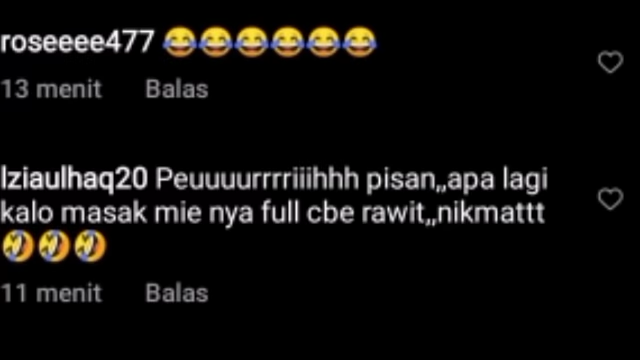 roseeee477 😂😂😂😂😂😂
13 menit Balas
lziaulhaq20 Peuuuurrrriiihhh pisan,,apa lagi
kalo masak mie nya full cbe rawit,,nikmattt
🤣🤣🤣
11 menit Balas